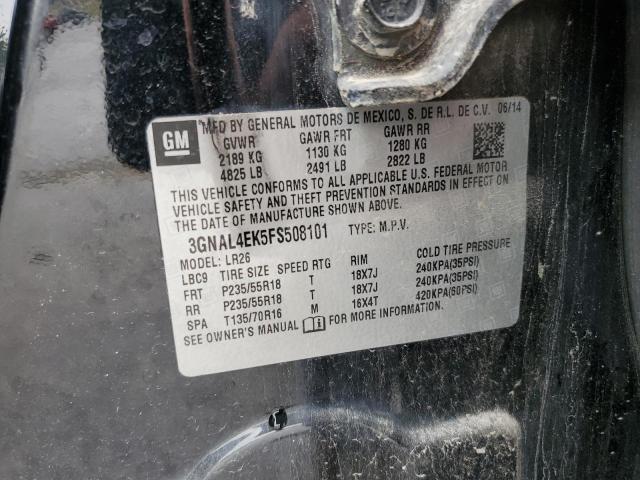 GM
MFD BY GENERAL MOTORS DE MEXICO, S. DE R.L. DE C.V. 06/14
GVWR GAWR FRT GAWR RR
2189 KG 1130 KG 1280 KG
4825 LB 2491 LB 2822 LB
THIS VEHICLE CONFORMS TO ALL APPLICABLE U.S. FEDERAL MOTOR
VEHICLE SAFETY AND THEFT PREVENTION STANDARDS IN EFFECT ON
THE DATE OF MANUFACTURE SHOWN ABOVE.
3GNAL4EK5FS508101 TYPE: M.P.V.
MODEL: LR26
LBC9 TIRE SIZE SPEED RTG RIM COLD TIRE PRESSURE
FRT P235/55R18 T 18X7J 240KPA(35PSI)
RR P235/55R18 T 18X7J 240KPA(35PSI)
SPA T135/70R16 M 16X4T 420KPA(60PSI)
SEE OWNER'S MANUAL FOR MORE INFORMATION.